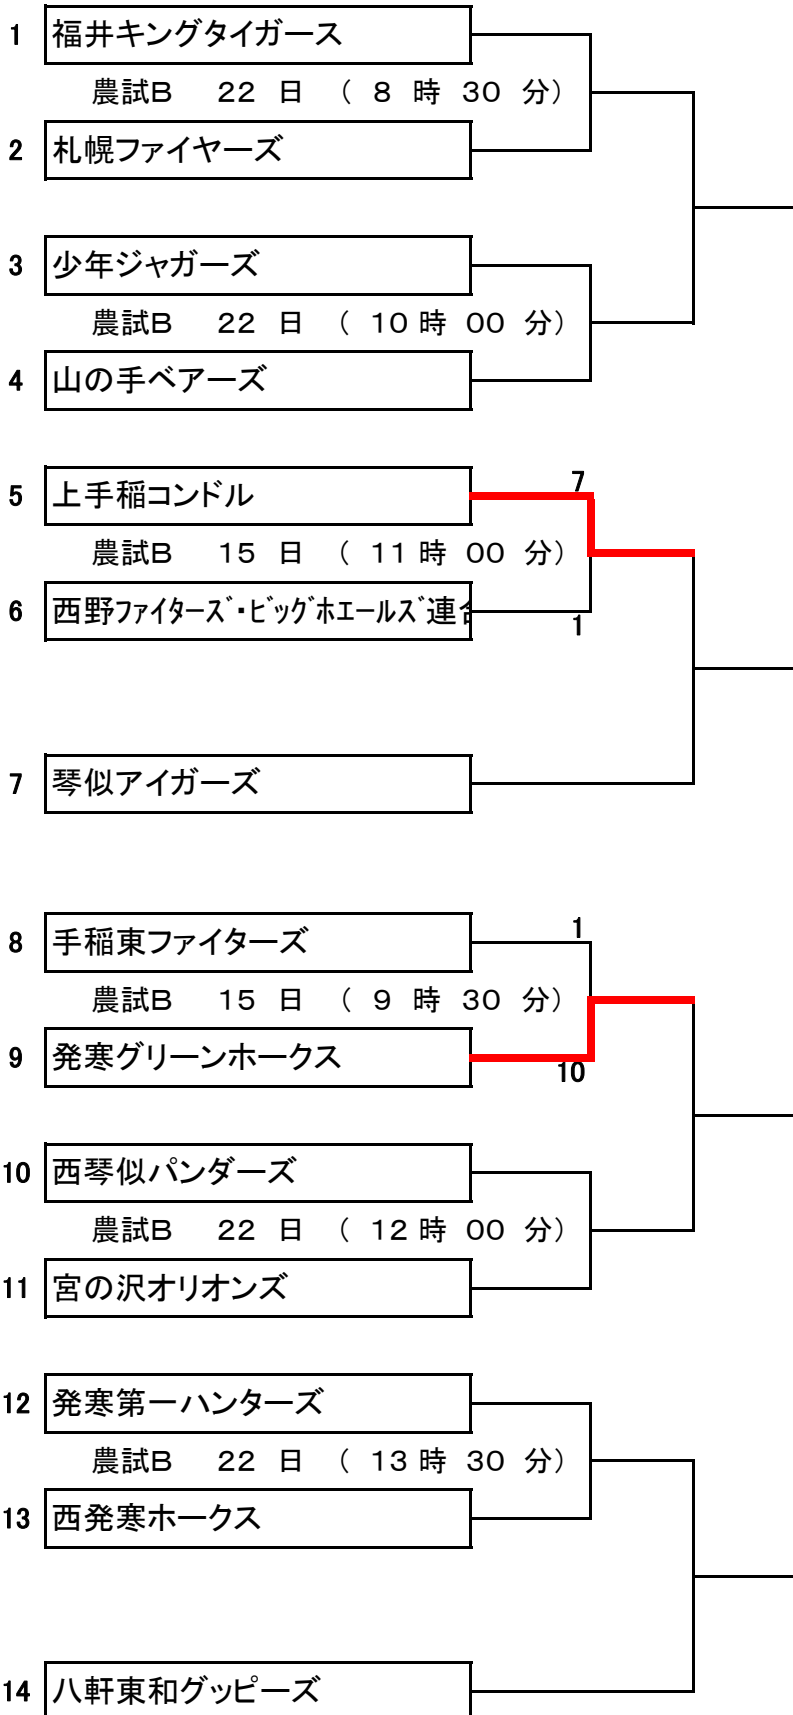 1 福井キングタイガース
農試B 22 日 ( 8 時 30 分)
2 札幌ファイヤーズ
3 少年ジャガーズ
農試B 22 日 ( 10 時 00 分)
4 山の手ベアーズ
5 上手稲コンドル 7
農試B 15 日 ( 11 時 00 分)
6 西野ファイターズ・ビッグホエールズ連合 1
7 琴似アイガーズ
8 手稲東ファイターズ 1
農試B 15 日 ( 9 時 30 分)
9 発寒グリーンホークス 10
10 西琴似パンダーズ
農試B 22 日 ( 12 時 00 分)
11 宮の沢オリオンズ
12 発寒第一ハンターズ
農試B 22 日 ( 13 時 30 分)
13 西発寒ホークス
14 八軒東和グッピーズ